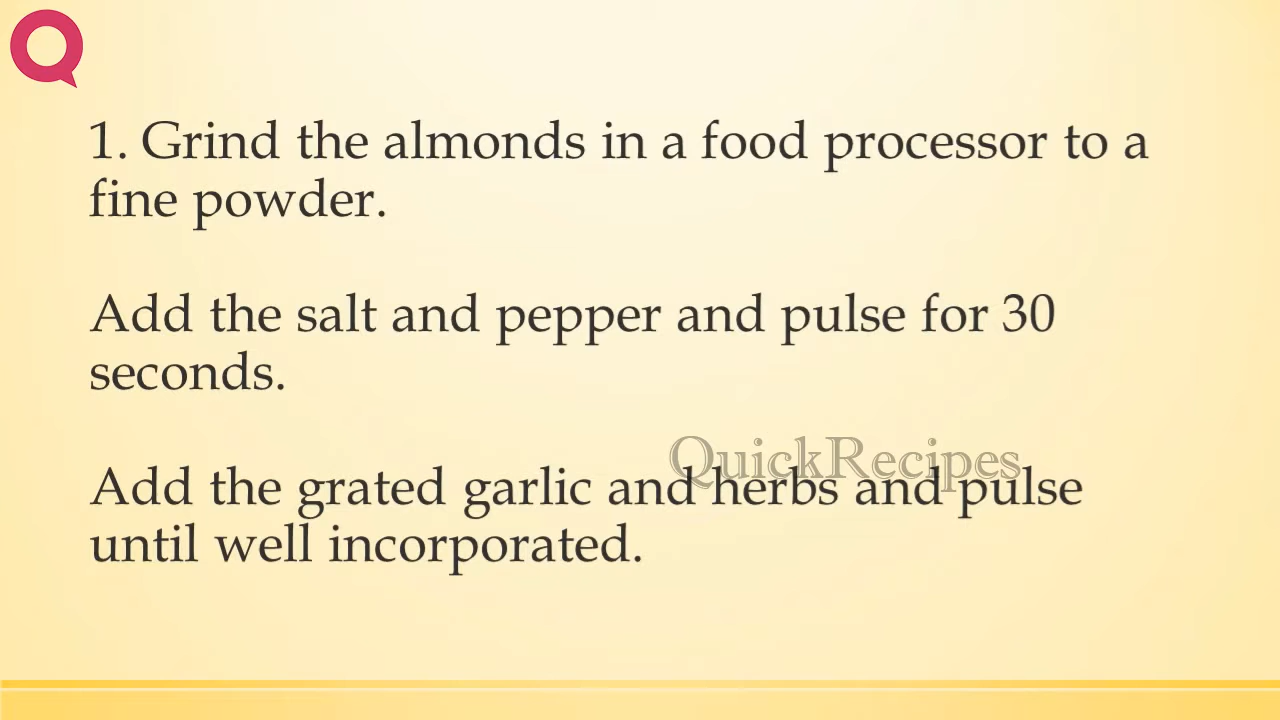 1. Grind the almonds in a food processor to a
fine powder.
Add the salt and pepper and pulse for 30
seconds.
QuickRecipes
Add the grated garlic and herbs and pulse
until well incorporated.